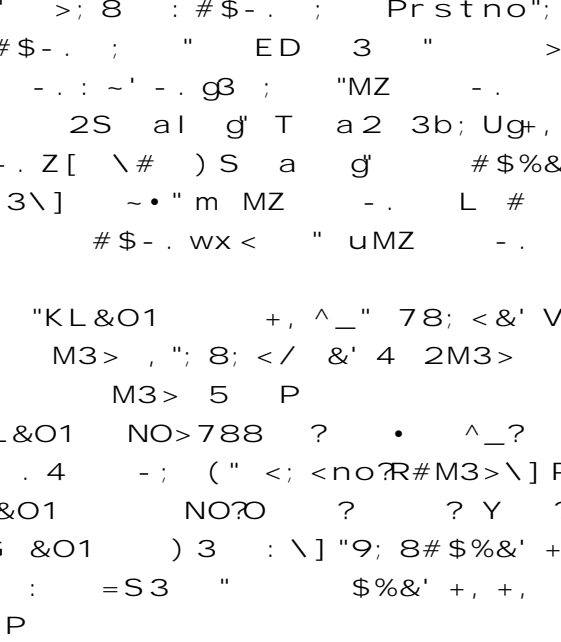 ' >; 8 : #$-. ; Prstno";
#$-. ; " ED 3 " >
-.: ~' -. g3 ; "MZ -.
2S al g' T a2 3b; Ug+,
-. Z[ \# )S a g' #$%&
3\] ~•"m MZ -. L #
#$-. wx< " uMZ -.
"KL&O1 +, ^_" 78; <&' V
M3> ,"; 8; </ &' 4 2M3>
M3> 5 P
L&O1 NO>788 ? • ^_?
.4 -; (" <; <no?R#M3>\] P
&O1 NO?O ? ? Y ?
&O1 )3 :\]"9; 8#$%&' +
: =S3 " $%&' +, +,
P